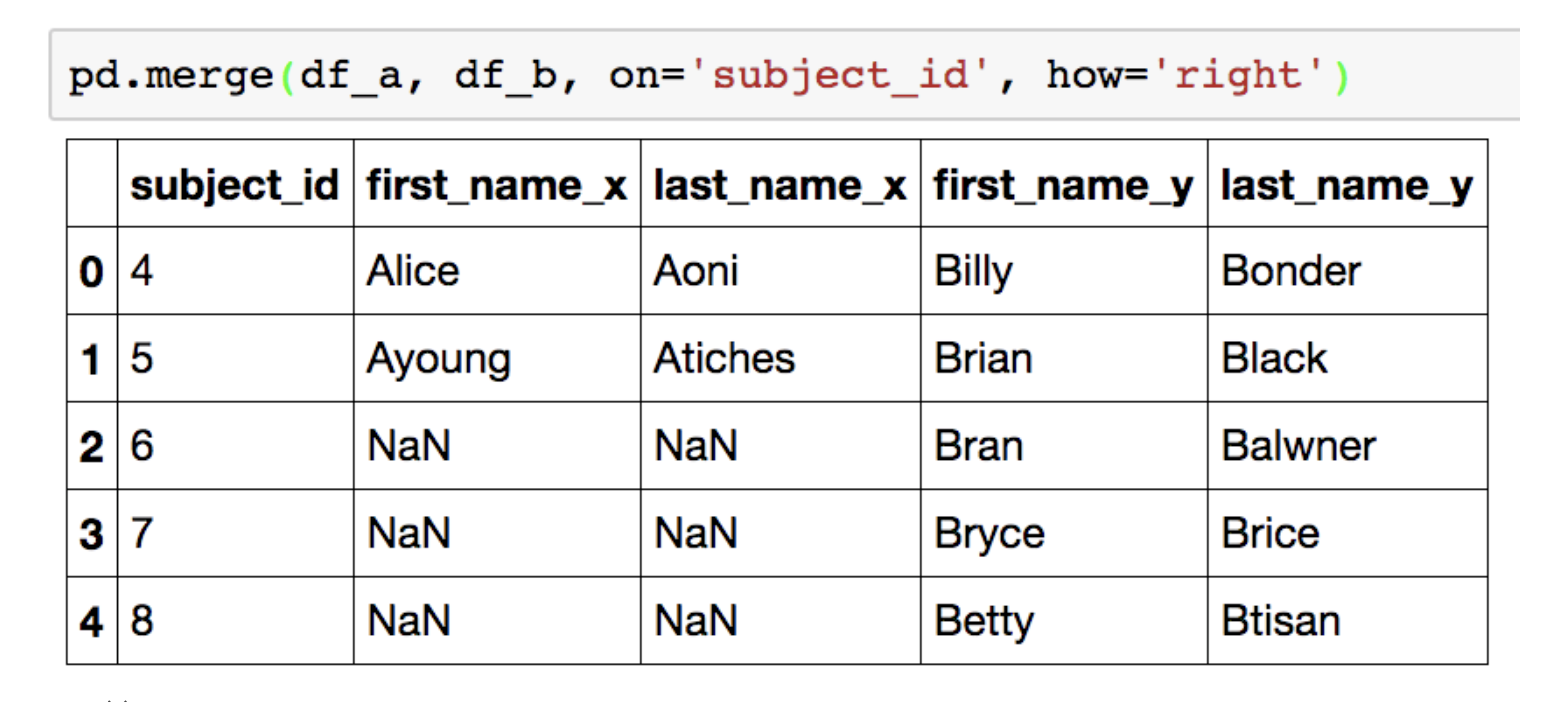 pd.merge(df_a, df_b, on='subject_id', how='right')
subject_id first_name_x last_name_x first_name_y last_name_y
0 4 Alice Aoni Billy Bonder
1 5 Ayoung Atiches Brian Black
2 6 NaN NaN Bran Balwner
3 7 NaN NaN Bryce Brice
4 8 NaN NaN Betty Btisan